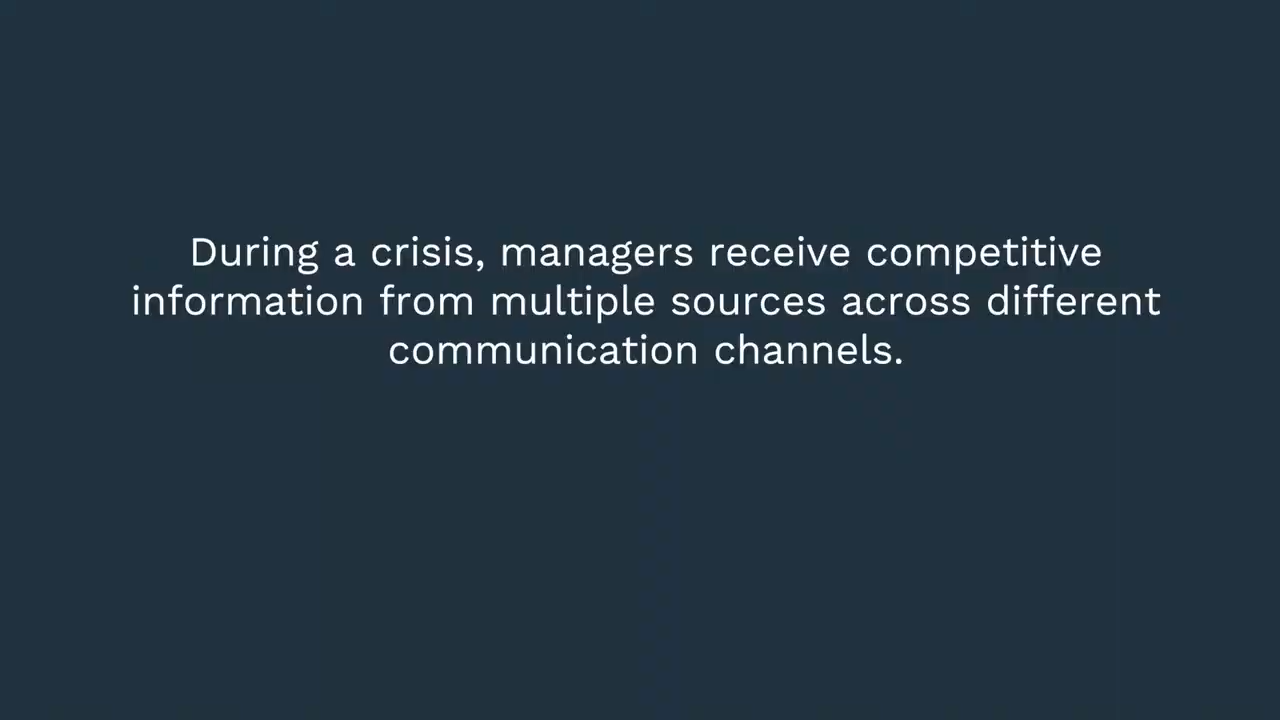 During a crisis, managers receive competitive
information from multiple sources across different
communication channels.